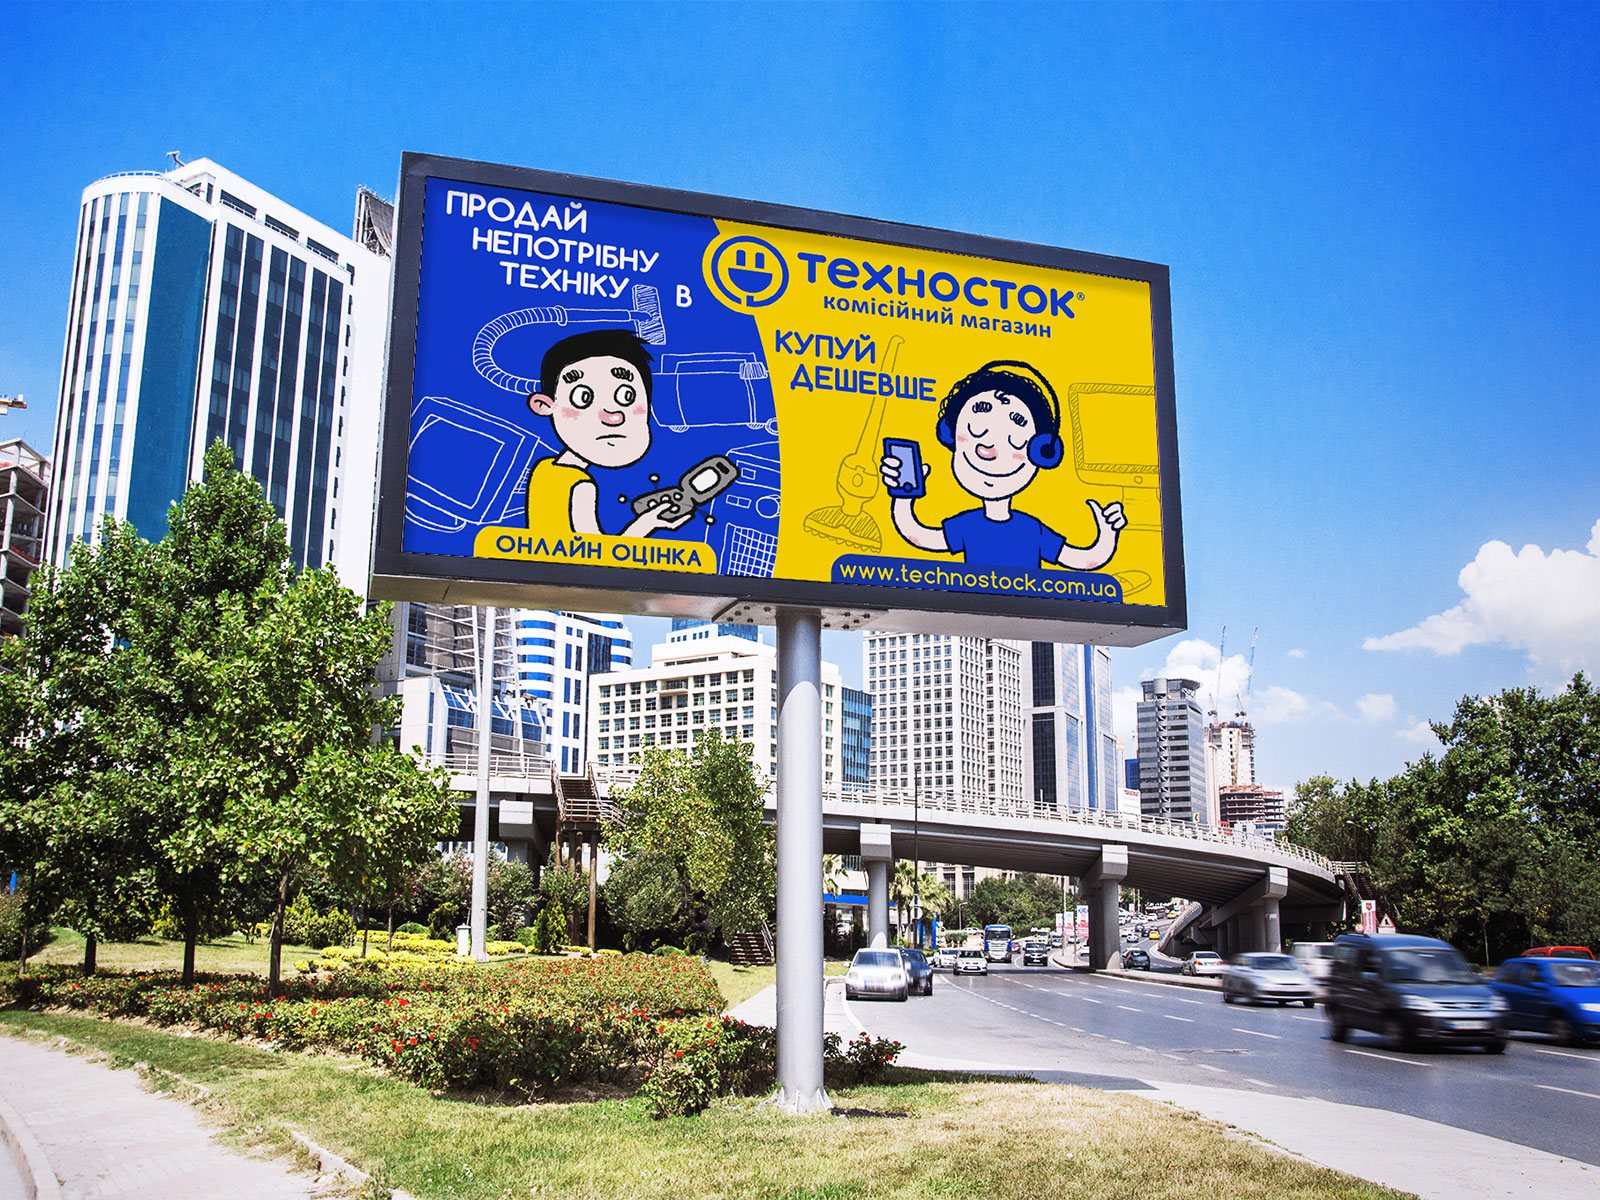 ПРОДАЙ
НЕПОТРІБНУ
ТЕХНІКУ В
ТЕХНОСТОК®
комісійний магазин
КУПУЙ
ДЕШЕВШЕ
ОНЛАЙН ОЦІНКА
www.technostock.com.ua